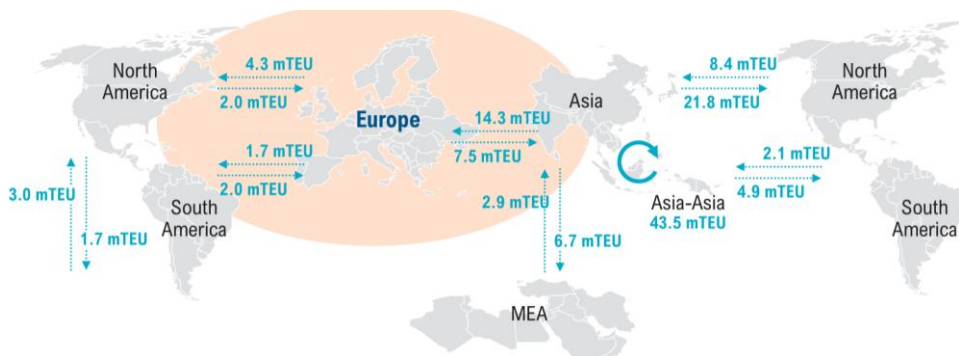 North
America
4.3 mTEU
2.0 mTEU
Europe
14.3 mTEU
7.5 mTEU
Asia
8.4 mTEU
21.8 mTEU
North
America
1.7 mTEU
2.0 mTEU
3.0 mTEU
1.7 mTEU
South
America
2.9 mTEU
6.7 mTEU
Asia-Asia
43.5 mTEU
2.1 mTEU
4.9 mTEU
South
America
MEA